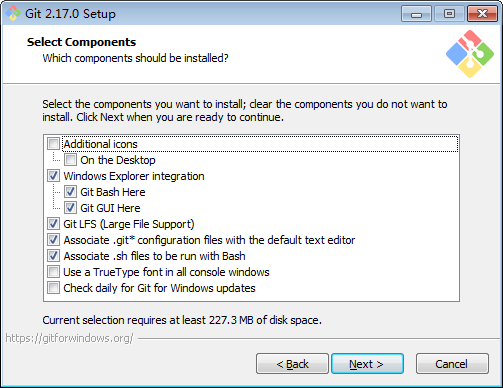 Git 2.17.0 Setup
Select Components
Which components should be installed?
Select the components you want to install; clear the components you do not want to
install. Click Next when you are ready to continue.
Additional icons
On the Desktop
Windows Explorer integration
Git Bash Here
Git GUI Here
Git LFS (Large File Support)
Associate .git* configuration files with the default text editor
Associate .sh files to be run with Bash
Use a TrueType font in all console windows
Check daily for Git for Windows updates
Current selection requires at least 227.3 MB of disk space.
https://gitforwindows.org/
< Back
Next >
Cancel